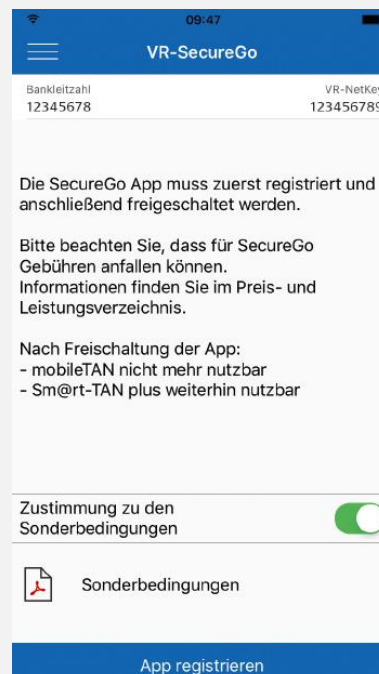 09:47
VR-SecureGo
Bankleitzahl VR-NetKey
12345678 123456789
Die SecureGo App muss zuerst registriert und
anschließend freigeschaltet werden.
Bitte beachten Sie, dass für SecureGo
Gebühren anfallen können.
Informationen finden Sie im Preis- und
Leistungsverzeichnis.
Nach Freischaltung der App:
- mobileTAN nicht mehr nutzbar
- Sm@rt-TAN plus weiterhin nutzbar
Zustimmung zu den
Sonderbedingungen
Sonderbedingungen
App registrieren